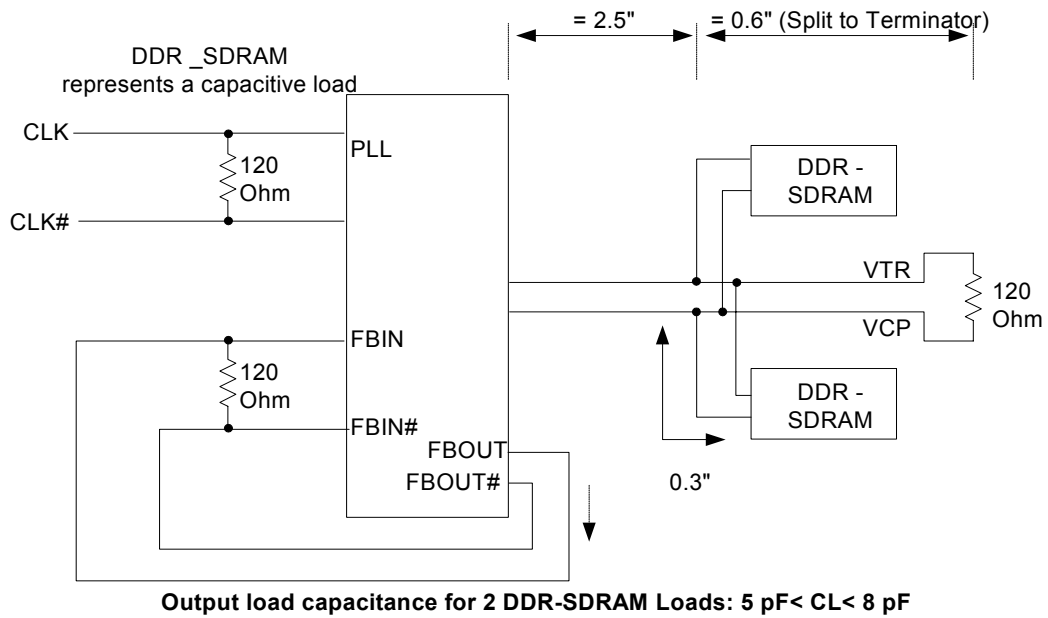 = 2.5"
= 0.6" (Split to Terminator)
DDR _SDRAM
represents a capacitive load
CLK
PLL
120
Ohm
CLK#
DDR -
SDRAM
VTR
120
Ohm
VCP
FBIN
120
Ohm
FBIN#
DDR -
SDRAM
FBOUT
FBOUT#
0.3"
Output load capacitance for 2 DDR-SDRAM Loads: 5 pF< CL< 8 pF